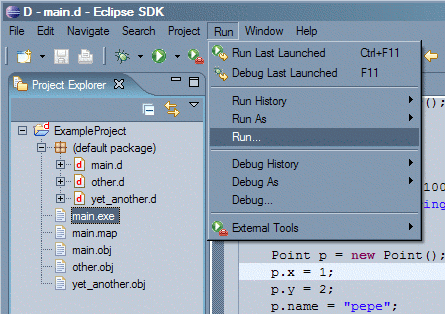 D - main.d - Eclipse SDK
File Edit Navigate Search Project Run Window Help
Run Last Launched Ctrl+F11
Debug Last Launched F11
Run History
Run As
Run...
Debug History
Debug As
Debug...
External Tools
Project Explorer
ExampleProject
(default package)
main.d
other.d
yet_another.d
main.exe
main.map
main.obj
other.obj
yet_another.obj
();
100
ing
Point p = new Point();
p.x = 1;
p.y = 2;
p.name = "pepe";